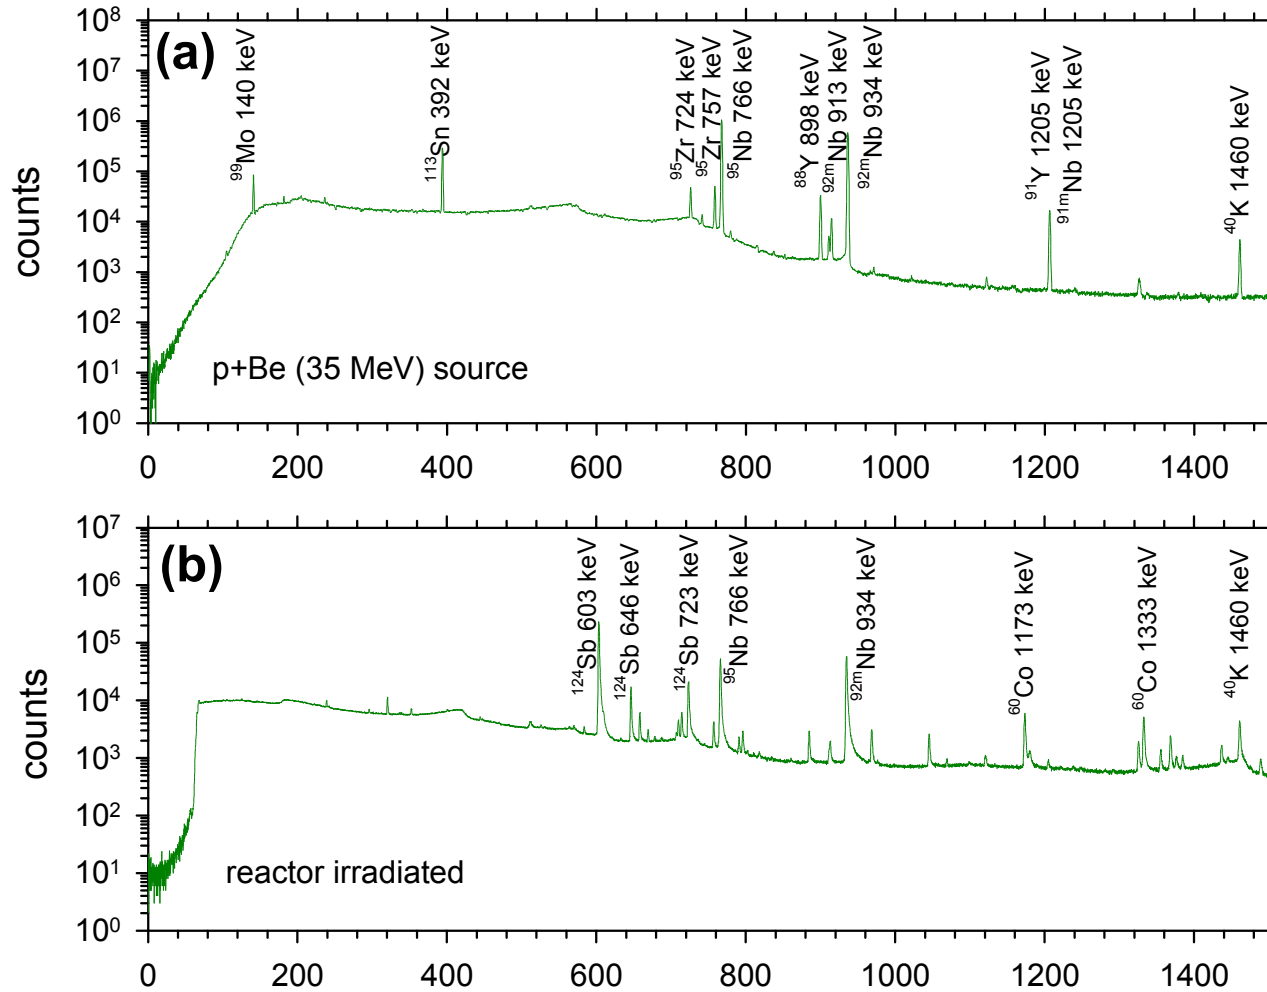 (a)
counts
10⁸
10⁷
10⁶
10⁵
10⁴
10³
10²
10¹
10⁰
⁹⁹Mo 140 keV
¹¹³Sn 392 keV
⁹⁵Zr 724 keV
⁹⁵Zr 757 keV
⁹⁵Nb 766 keV
⁸⁸Y 898 keV
⁹²ᵐNb 913 keV
⁹²ᵐNb 934 keV
⁹¹Y 1205 keV
⁹¹ᵐNb 1205 keV
⁴⁰K 1460 keV
p+Be (35 MeV) source
0 200 400 600 800 1000 1200 1400
(b)
counts
10⁷
10⁶
10⁵
10⁴
10³
10²
10¹
10⁰
¹²⁴Sb 603 keV
¹²⁴Sb 646 keV
¹²⁴Sb 723 keV
⁹⁵Nb 766 keV
⁹²ᵐNb 934 keV
⁶⁰Co 1173 keV
⁶⁰Co 1333 keV
⁴⁰K 1460 keV
reactor irradiated
0 200 400 600 800 1000 1200 1400